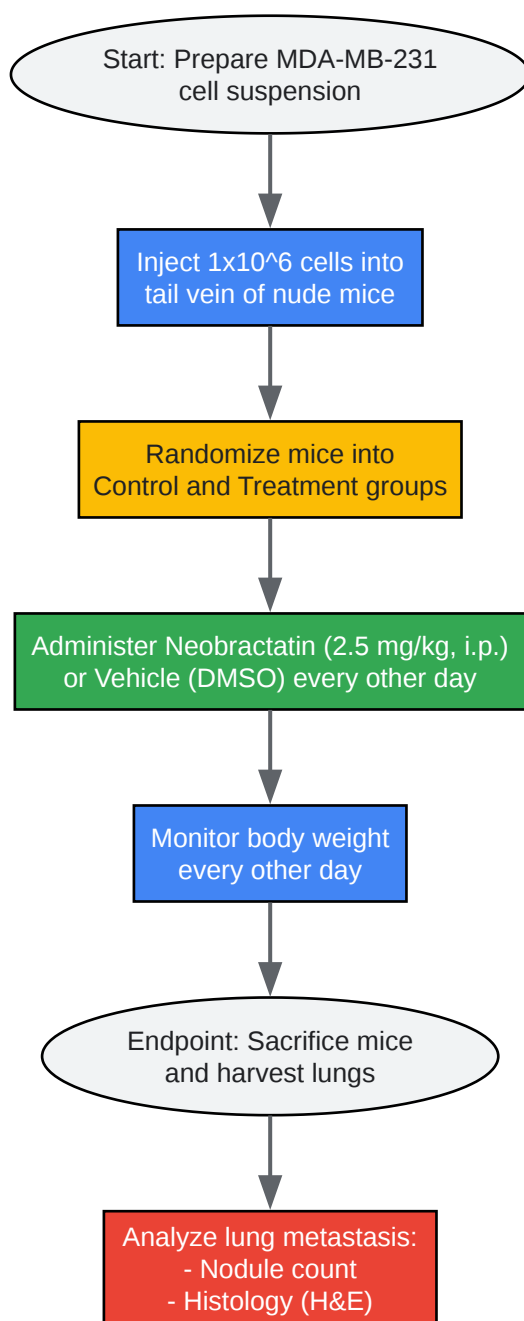 Start: Prepare MDA-MB-231
cell suspension
Inject 1x10^6 cells into
tail vein of nude mice
Randomize mice into
Control and Treatment groups
Administer Neobractatin (2.5 mg/kg, i.p.)
or Vehicle (DMSO) every other day
Monitor body weight
every other day
Endpoint: Sacrifice mice
and harvest lungs
Analyze lung metastasis:
- Nodule count
- Histology (H&E)